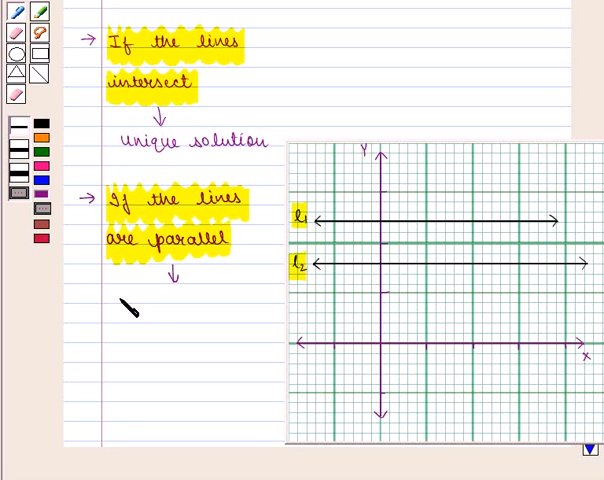 → If the lines
intersect
↓
unique solution
→ If the lines
are parallel
↓
Y
l1
l2
X